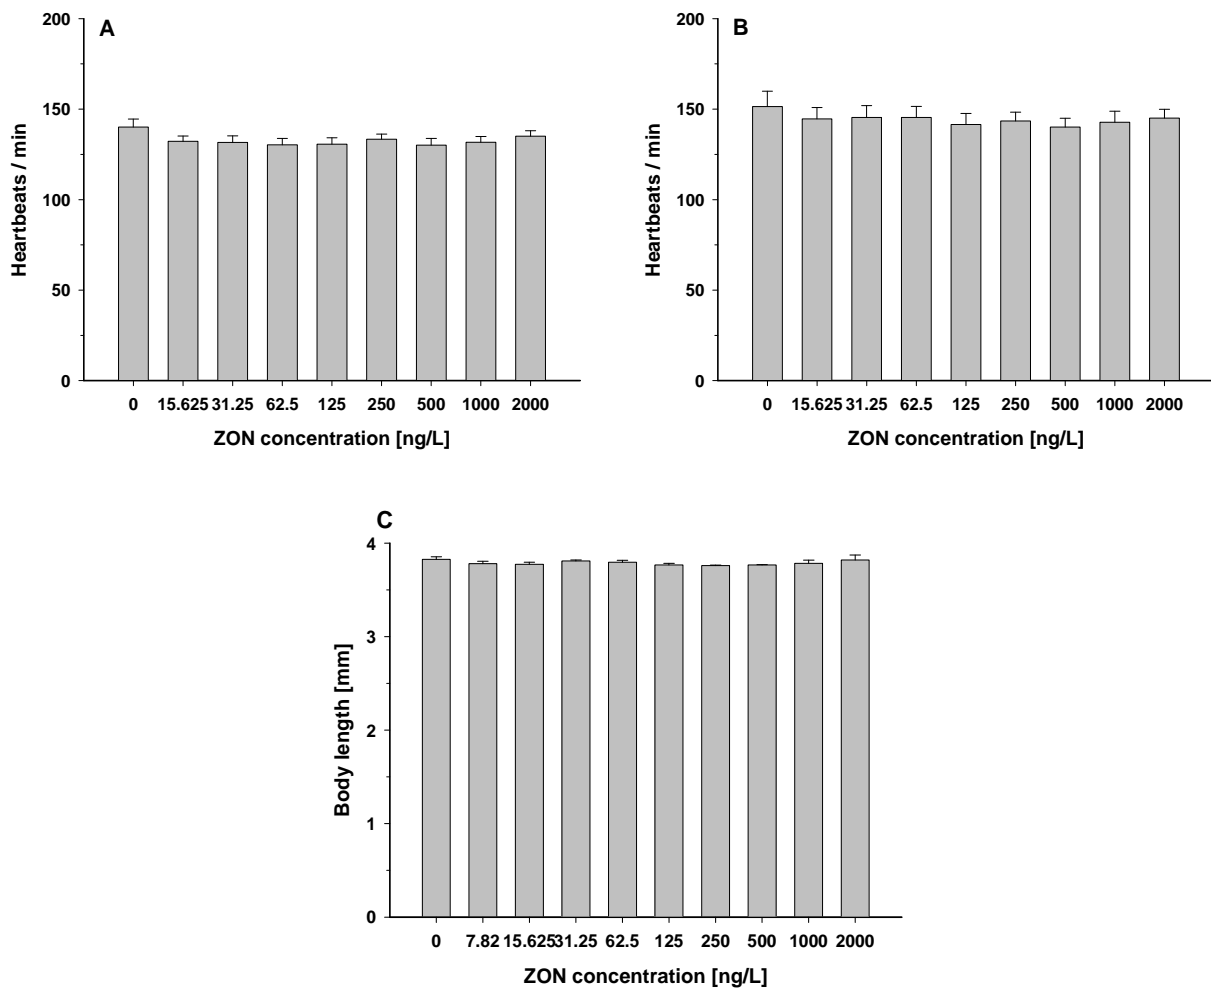 A
Heartbeats / min
200
150
100
50
0
0 15.625 31.25 62.5 125 250 500 1000 2000
ZON concentration [ng/L]
B
Heartbeats / min
200
150
100
50
0
0 15.625 31.25 62.5 125 250 500 1000 2000
ZON concentration [ng/L]
C
Body length [mm]
4
3
2
1
0
0 7.82 15.625 31.25 62.5 125 250 500 1000 2000
ZON concentration [ng/L]